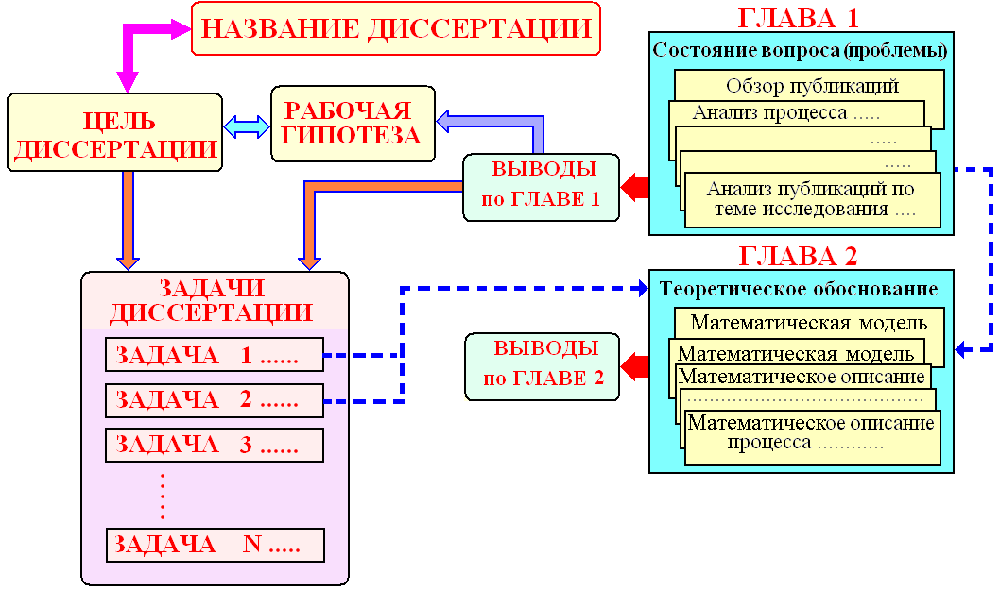 НАЗВАНИЕ ДИССЕРТАЦИИ
ЦЕЛЬ
ДИССЕРТАЦИИ
РАБОЧАЯ
ГИПОТЕЗА
ВЫВОДЫ
по ГЛАВЕ 1
ГЛАВА 1
Состояние вопроса (проблемы)
Обзор публикаций
Анализ процесса .....
.....
.....
Анализ публикаций по
теме исследования ....
ЗАДАЧИ
ДИССЕРТАЦИИ
ЗАДАЧА 1 ......
ЗАДАЧА 2 ......
ЗАДАЧА 3 ......
......
ЗАДАЧА N .....
ВЫВОДЫ
по ГЛАВЕ 2
ГЛАВА 2
Теоретическое обоснование
Математическая модель
Математическая модель
Математическое описание
....................................
Математическое описание
процесса ............